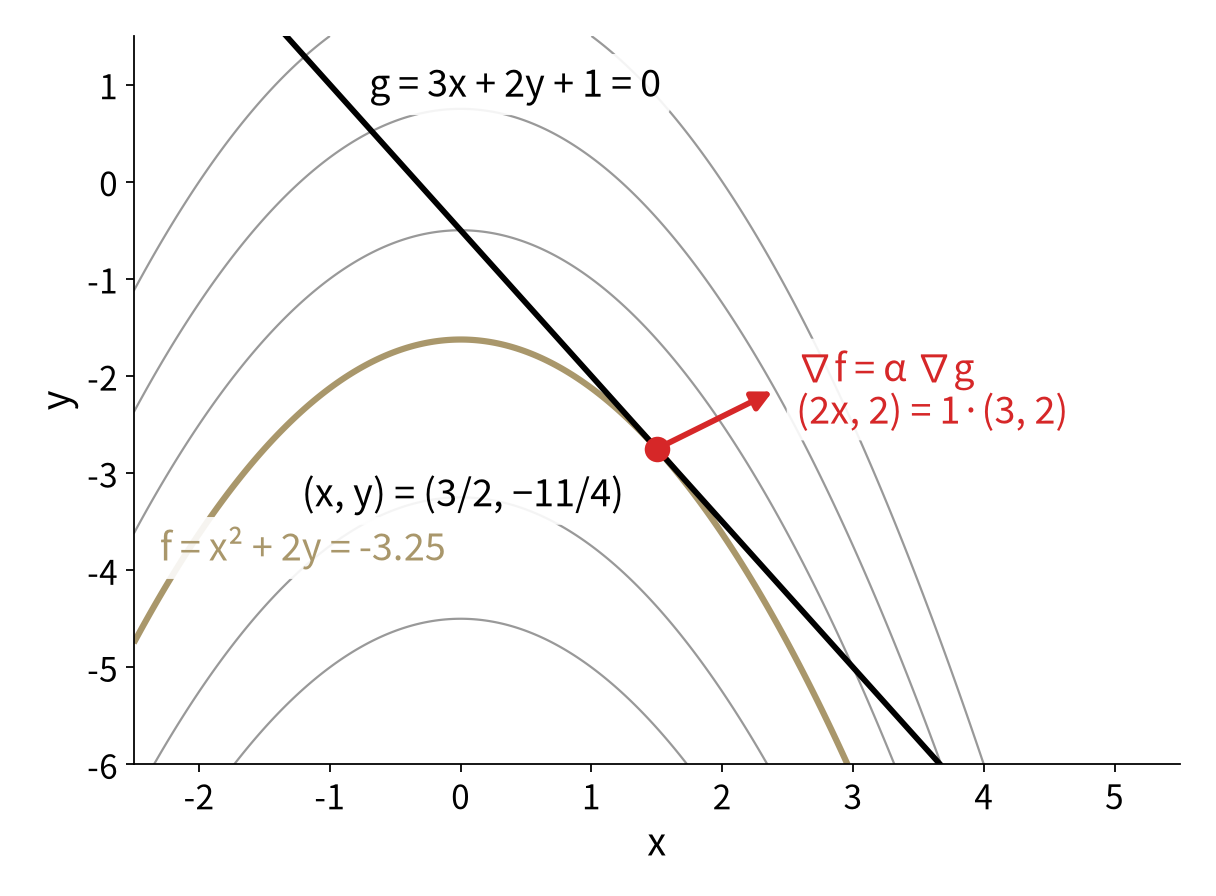 g = 3x + 2y + 1 = 0
∇f = α ∇g
(2x, 2) = 1·(3, 2)
(x, y) = (3/2, −11/4)
f = x² + 2y = -3.25
y
1
0
-1
-2
-3
-4
-5
-6
-2 -1 0 1 2 3 4 5
x